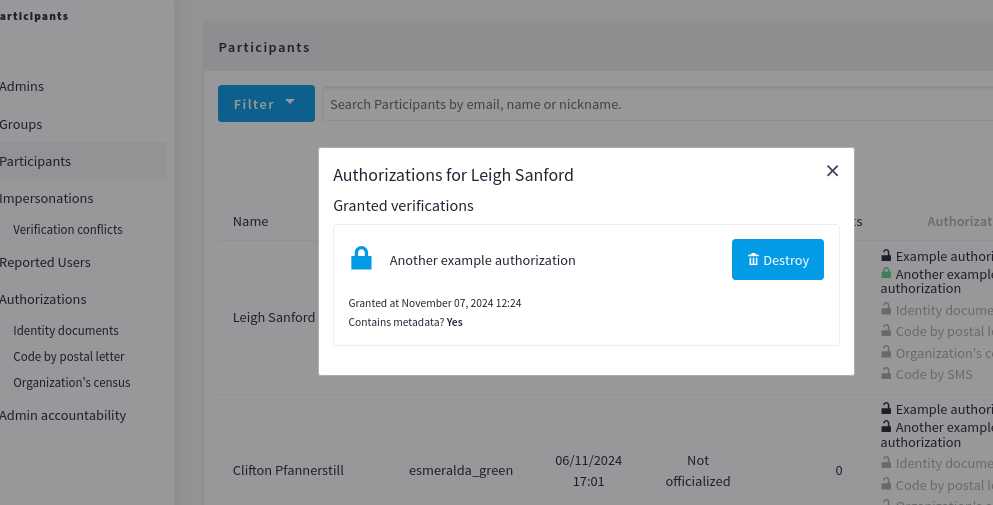 articipants
Admins
Groups
Participants
Impersonations
Verification conflicts
Reported Users
Authorizations
Identity documents
Code by postal letter
Organization's census
Admin accountability
Participants
Filter
Search Participants by email, name or nickname.
Name
ts
Authorizat
Leigh Sanford
Example authori
Another example
authorization
Identity docume
Code by postal le
Organization's ce
Code by SMS
Authorizations for Leigh Sanford
Granted verifications
Another example authorization
Destroy
Granted at November 07, 2024 12:24
Contains metadata? Yes
Clifton Pfannerstill
esmeralda_green
06/11/2024
17:01
Not
officialized
0
Example authori
Another example
authorization
Identity docume
Code by postal le